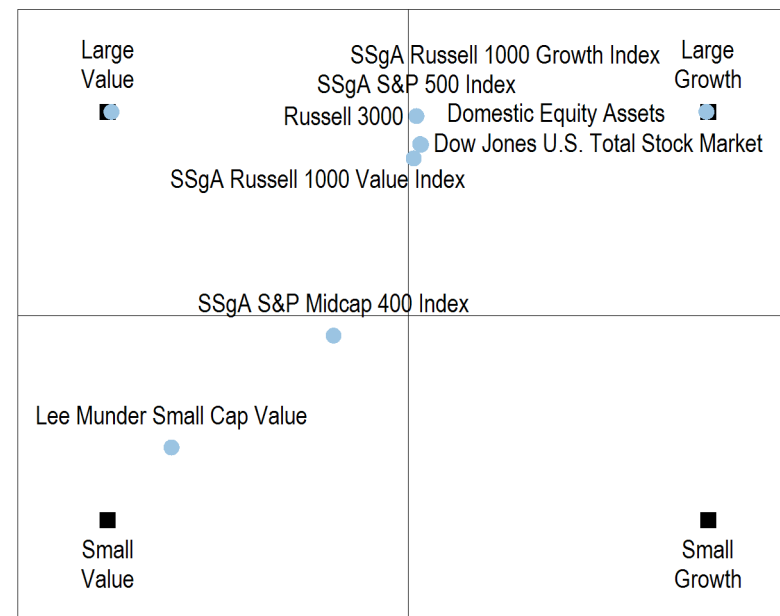 Large
Value
SSgA Russell 1000 Growth Index
Large
Growth
SSgA S&P 500 Index
Russell 3000
Domestic Equity Assets
Dow Jones U.S. Total Stock Market
SSgA Russell 1000 Value Index
SSgA S&P Midcap 400 Index
Lee Munder Small Cap Value
Small
Value
Small
Growth